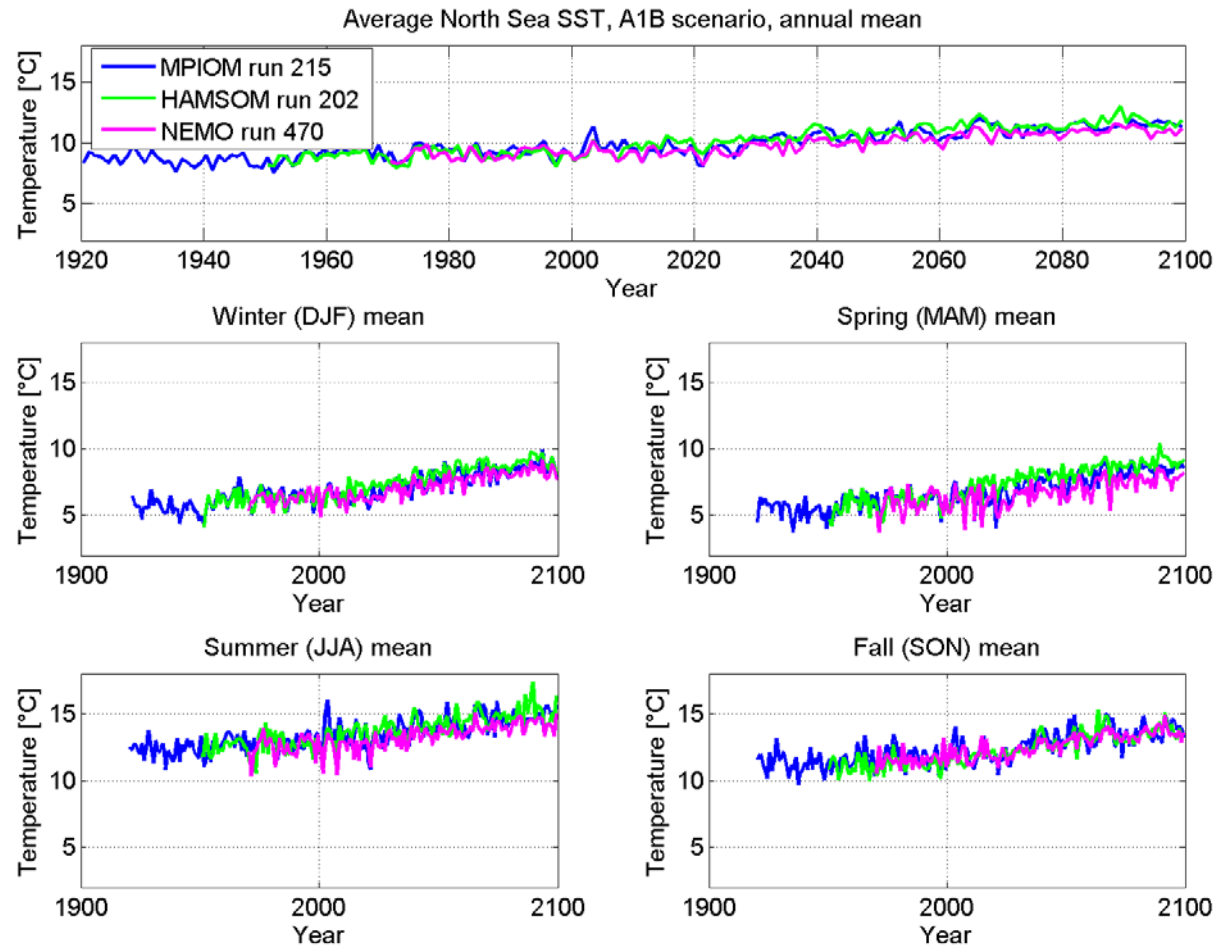 Average North Sea SST, A1B scenario, annual mean
Temperature [°C]
15
10
5
MPIOM run 215
HAMSOM run 202
NEMO run 470
1920 1940 1960 1980 2000 2020 2040 2060 2080 2100
Year
Winter (DJF) mean
Temperature [°C]
15
10
5
1900 2000 2100
Year
Spring (MAM) mean
Temperature [°C]
15
10
5
1900 2000 2100
Year
Summer (JJA) mean
Temperature [°C]
15
10
5
1900 2000 2100
Year
Fall (SON) mean
Temperature [°C]
15
10
5
1900 2000 2100
Year